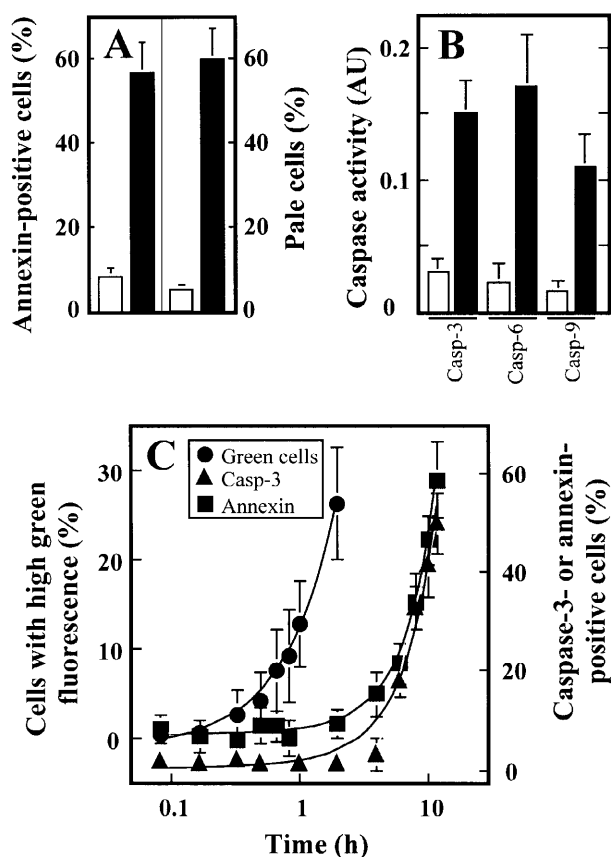 A
Annexin-positive cells (%)
60
40
20
0
60
40
20
0
Pale cells (%)
B
Caspase activity (AU)
0.2
0.1
0
Casp-3
Casp-6
Casp-9
C
Green cells
Casp-3
Annexin
Cells with high green
fluorescence (%)
30
20
10
0
60
40
20
0
Caspase-3- or annexin-
positive cells (%)
0.1
1
10
Time (h)